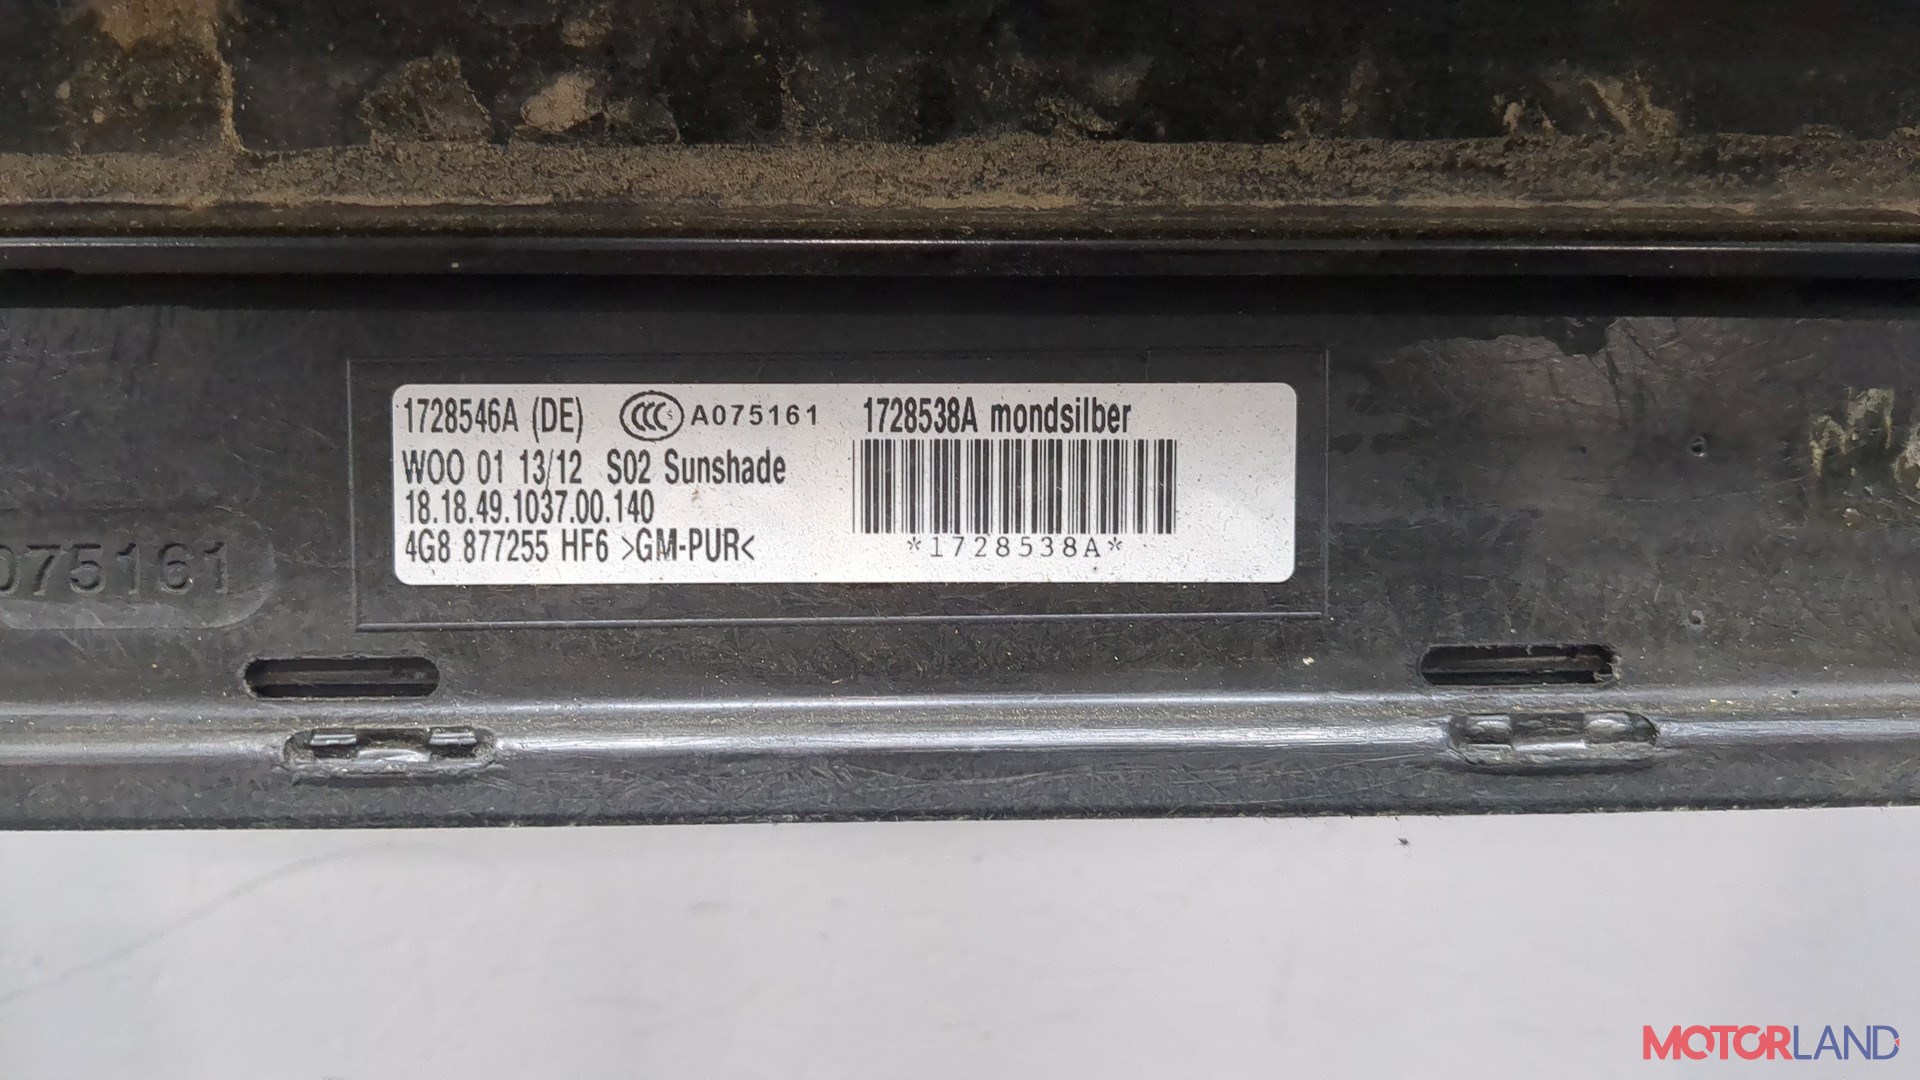 1728546A (DE) CCC S A075161 1728538A mondsilber
WOO 01 13/12 S02 Sunshade
18.18.49.1037.00.140
4G8 877255 HF6 >GM-PUR<
*1728538A*
075161
MOTORLAND